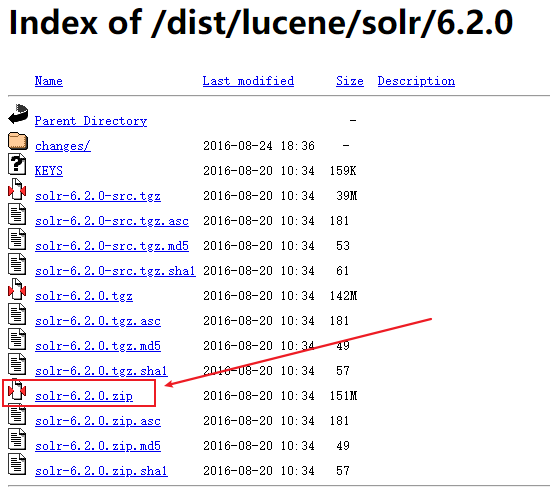 Index of /dist/lucene/solr/6.2.0
Name Last modified Size Description
Parent Directory -
changes/ 2016-08-24 18:36 -
KEYS 2016-08-20 10:34 159K
solr-6.2.0-src.tgz 2016-08-20 10:34 39M
solr-6.2.0-src.tgz.asc 2016-08-20 10:34 181
solr-6.2.0-src.tgz.md5 2016-08-20 10:34 53
solr-6.2.0-src.tgz.sha1 2016-08-20 10:34 61
solr-6.2.0.tgz 2016-08-20 10:34 142M
solr-6.2.0.tgz.asc 2016-08-20 10:34 181
solr-6.2.0.tgz.md5 2016-08-20 10:34 49
solr-6.2.0.tgz.sha1 2016-08-20 10:34 57
solr-6.2.0.zip 2016-08-20 10:34 151M
solr-6.2.0.zip.asc 2016-08-20 10:34 181
solr-6.2.0.zip.md5 2016-08-20 10:34 49
solr-6.2.0.zip.sha1 2016-08-20 10:34 57